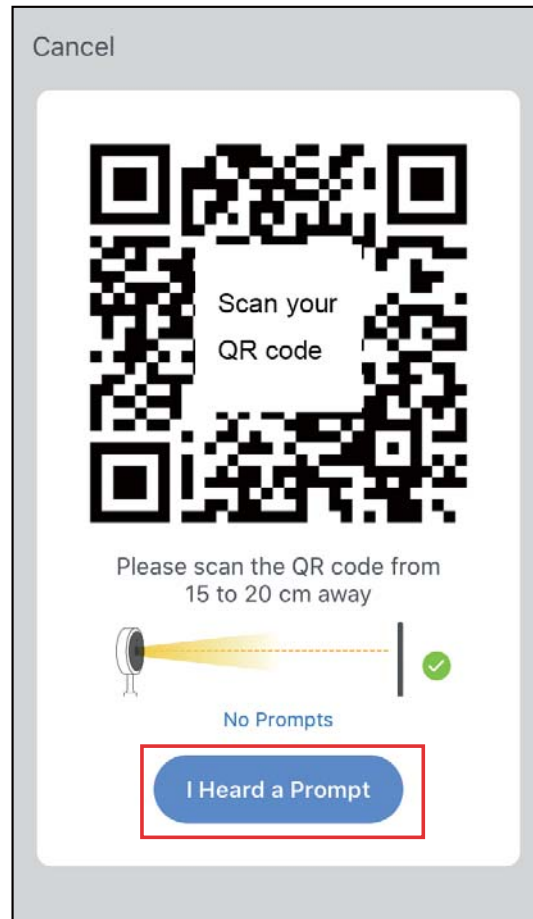 Cancel
Scan your
QR code
Please scan the QR code from
15 to 20 cm away
No Prompts
I Heard a Prompt